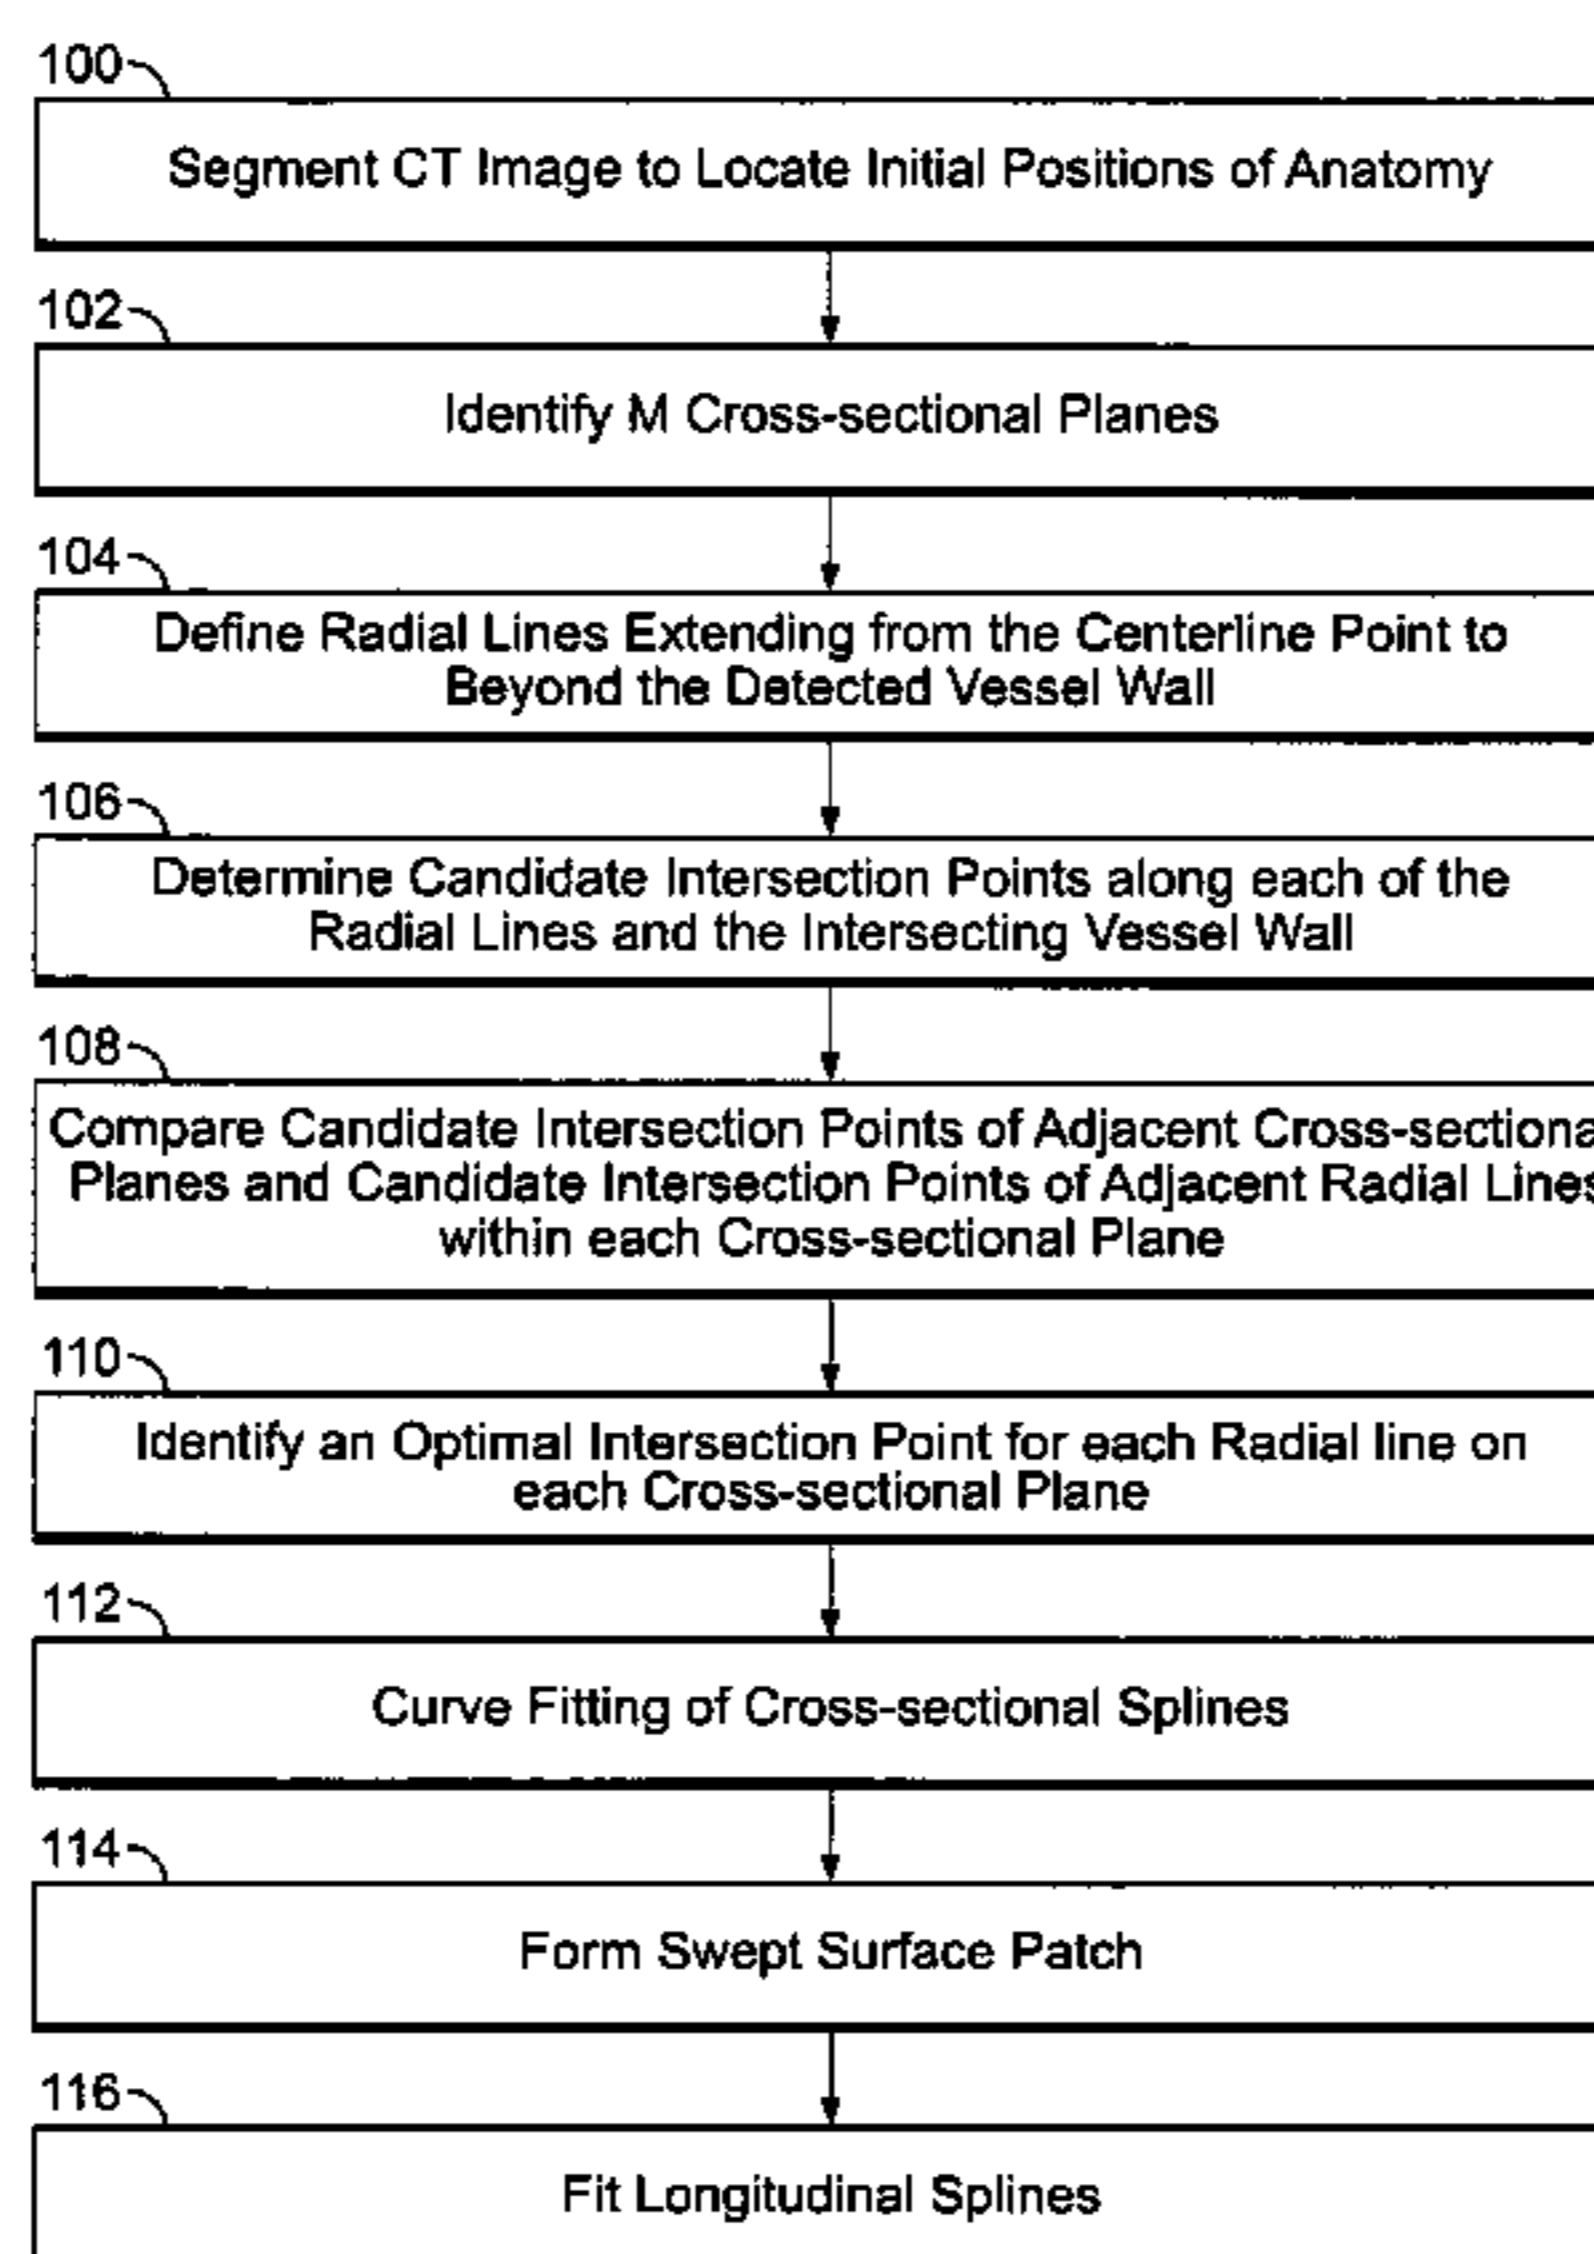 100
Segment CT Image to Locate Initial Positions of Anatomy
102
Identify M Cross-sectional Planes
104
Define Radial Lines Extending from the Centerline Point to
Beyond the Detected Vessel Wall
106
Determine Candidate Intersection Points along each of the
Radial Lines and the Intersecting Vessel Wall
108
Compare Candidate Intersection Points of Adjacent Cross-sectiona
Planes and Candidate Intersection Points of Adjacent Radial Lines
within each Cross-sectional Plane
110
Identify an Optimal Intersection Point for each Radial line on
each Cross-sectional Plane
112
Curve Fitting of Cross-sectional Splines
114
Form Swept Surface Patch
116
Fit Longitudinal Splines